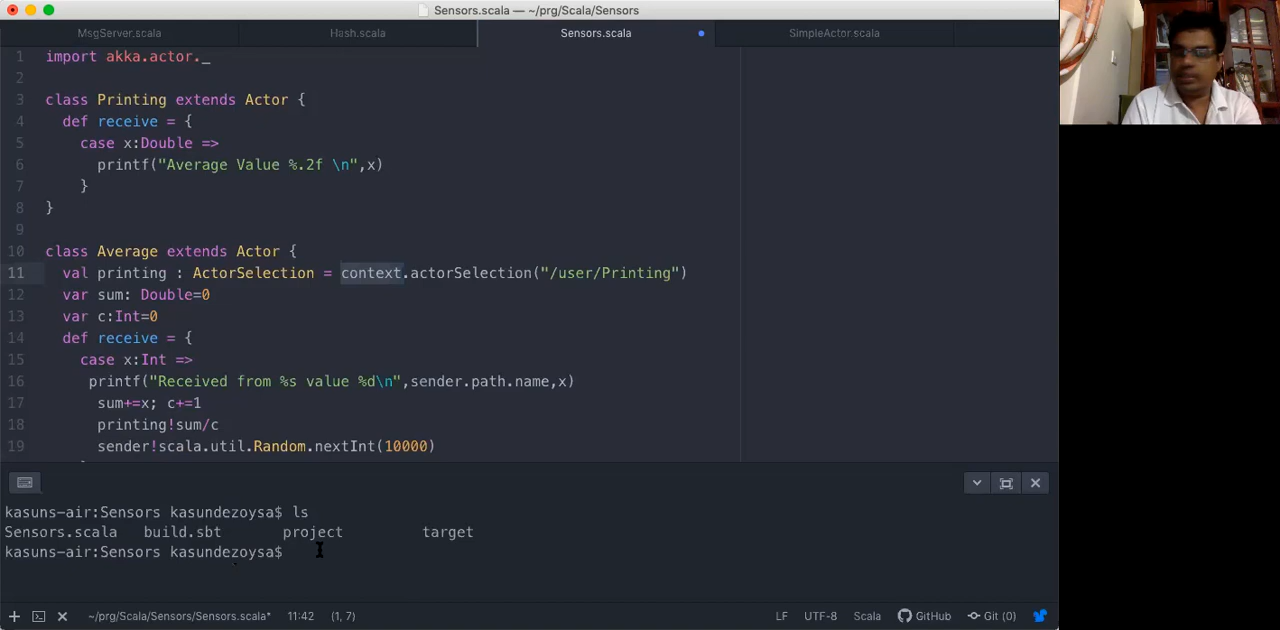 Sensors.scala — ~/prg/Scala/Sensors
MsgServer.scala
Hash.scala
Sensors.scala
SimpleActor.scala
1 import akka.actor._
2
3 class Printing extends Actor {
4 def receive = {
5 case x:Double =>
6 printf("Average Value %.2f \n",x)
7 }
8 }
9
10 class Average extends Actor {
11 val printing : ActorSelection = context.actorSelection("/user/Printing")
12 var sum: Double=0
13 var c:Int=0
14 def receive = {
15 case x:Int =>
16 printf("Received from %s value %d\n",sender.path.name,x)
17 sum+=x; c+=1
18 printing!sum/c
19 sender!scala.util.Random.nextInt(10000)
kasuns-air:Sensors kasundezoysa$ ls
Sensors.scala build.sbt project target
kasuns-air:Sensors kasundezoysa$
~/prg/Scala/Sensors/Sensors.scala* 11:42 (1, 7) LF UTF-8 Scala GitHub Git (0)